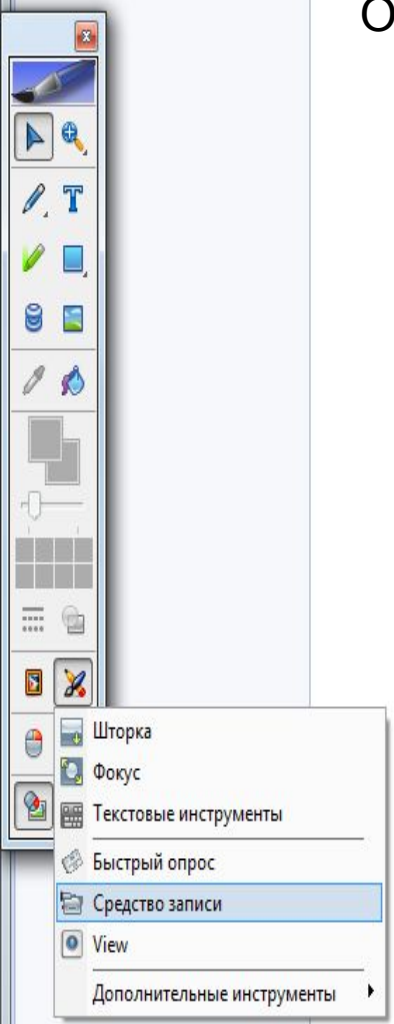 О
Шторка
Фокус
Текстовые инструменты
Быстрый опрос
Средство записи
View
Дополнительные инструменты